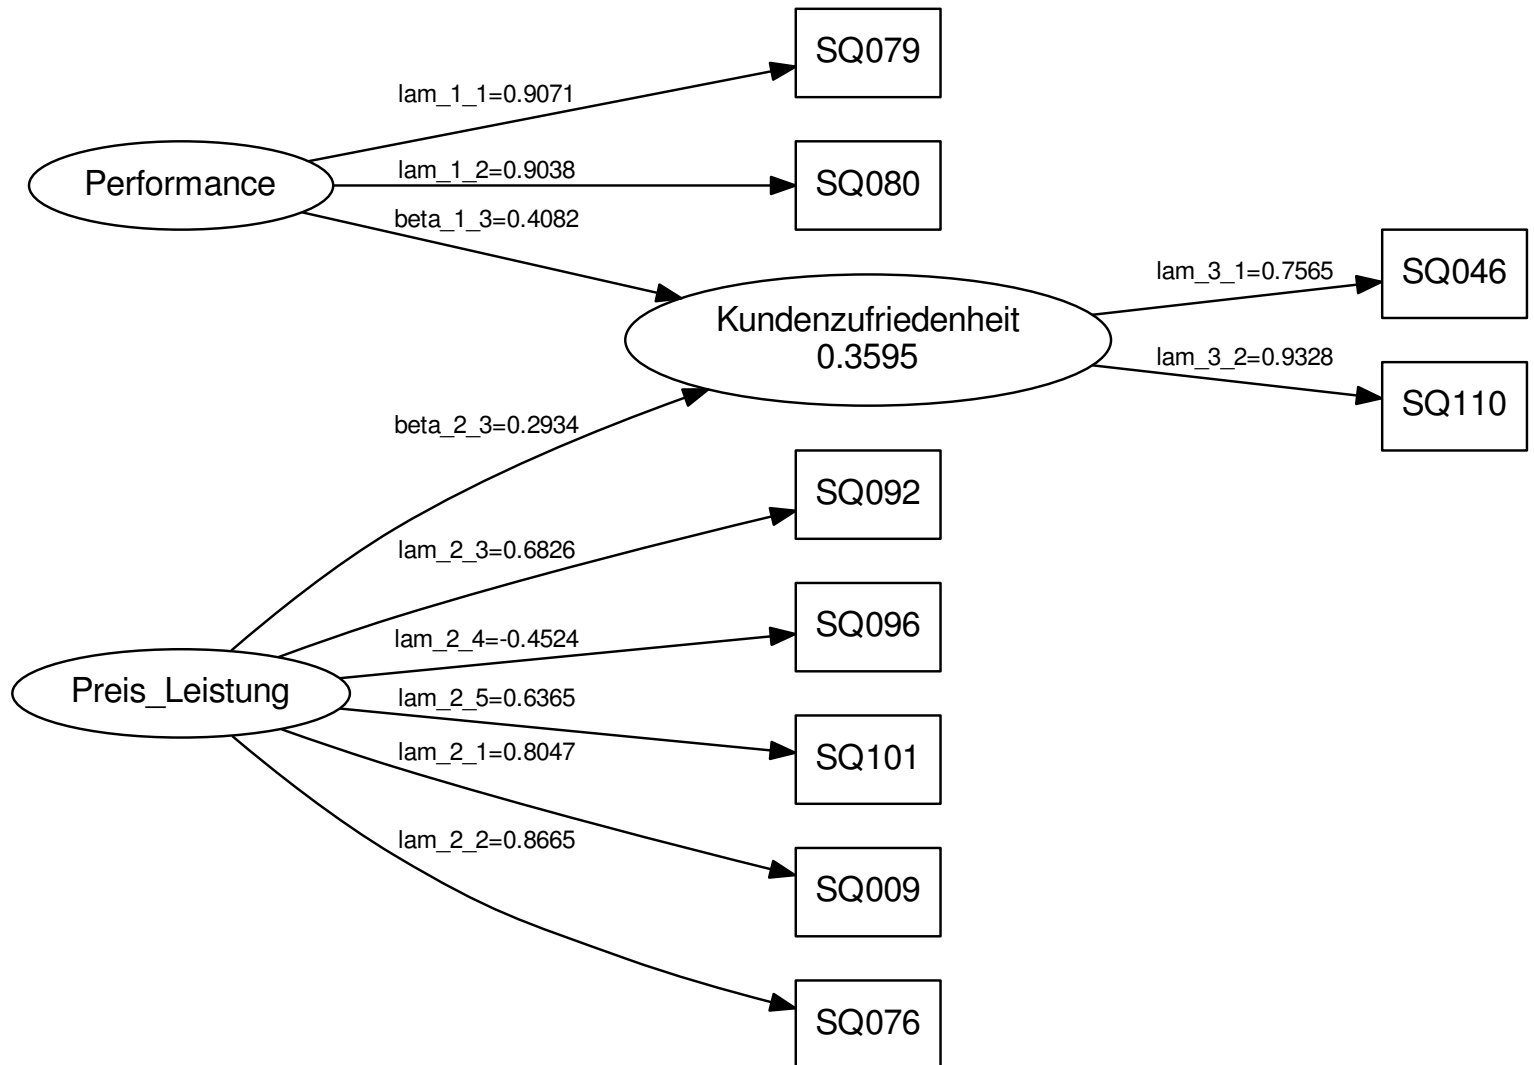 SQ079
lam_1_1=0.9071
Performance
lam_1_2=0.9038
SQ080
beta_1_3=0.4082
lam_3_1=0.7565
SQ046
Kundenzufriedenheit
0.3595
lam_3_2=0.9328
SQ110
beta_2_3=0.2934
SQ092
lam_2_3=0.6826
lam_2_4=-0.4524
SQ096
Preis_Leistung
lam_2_5=0.6365
SQ101
lam_2_1=0.8047
SQ009
lam_2_2=0.8665
SQ076